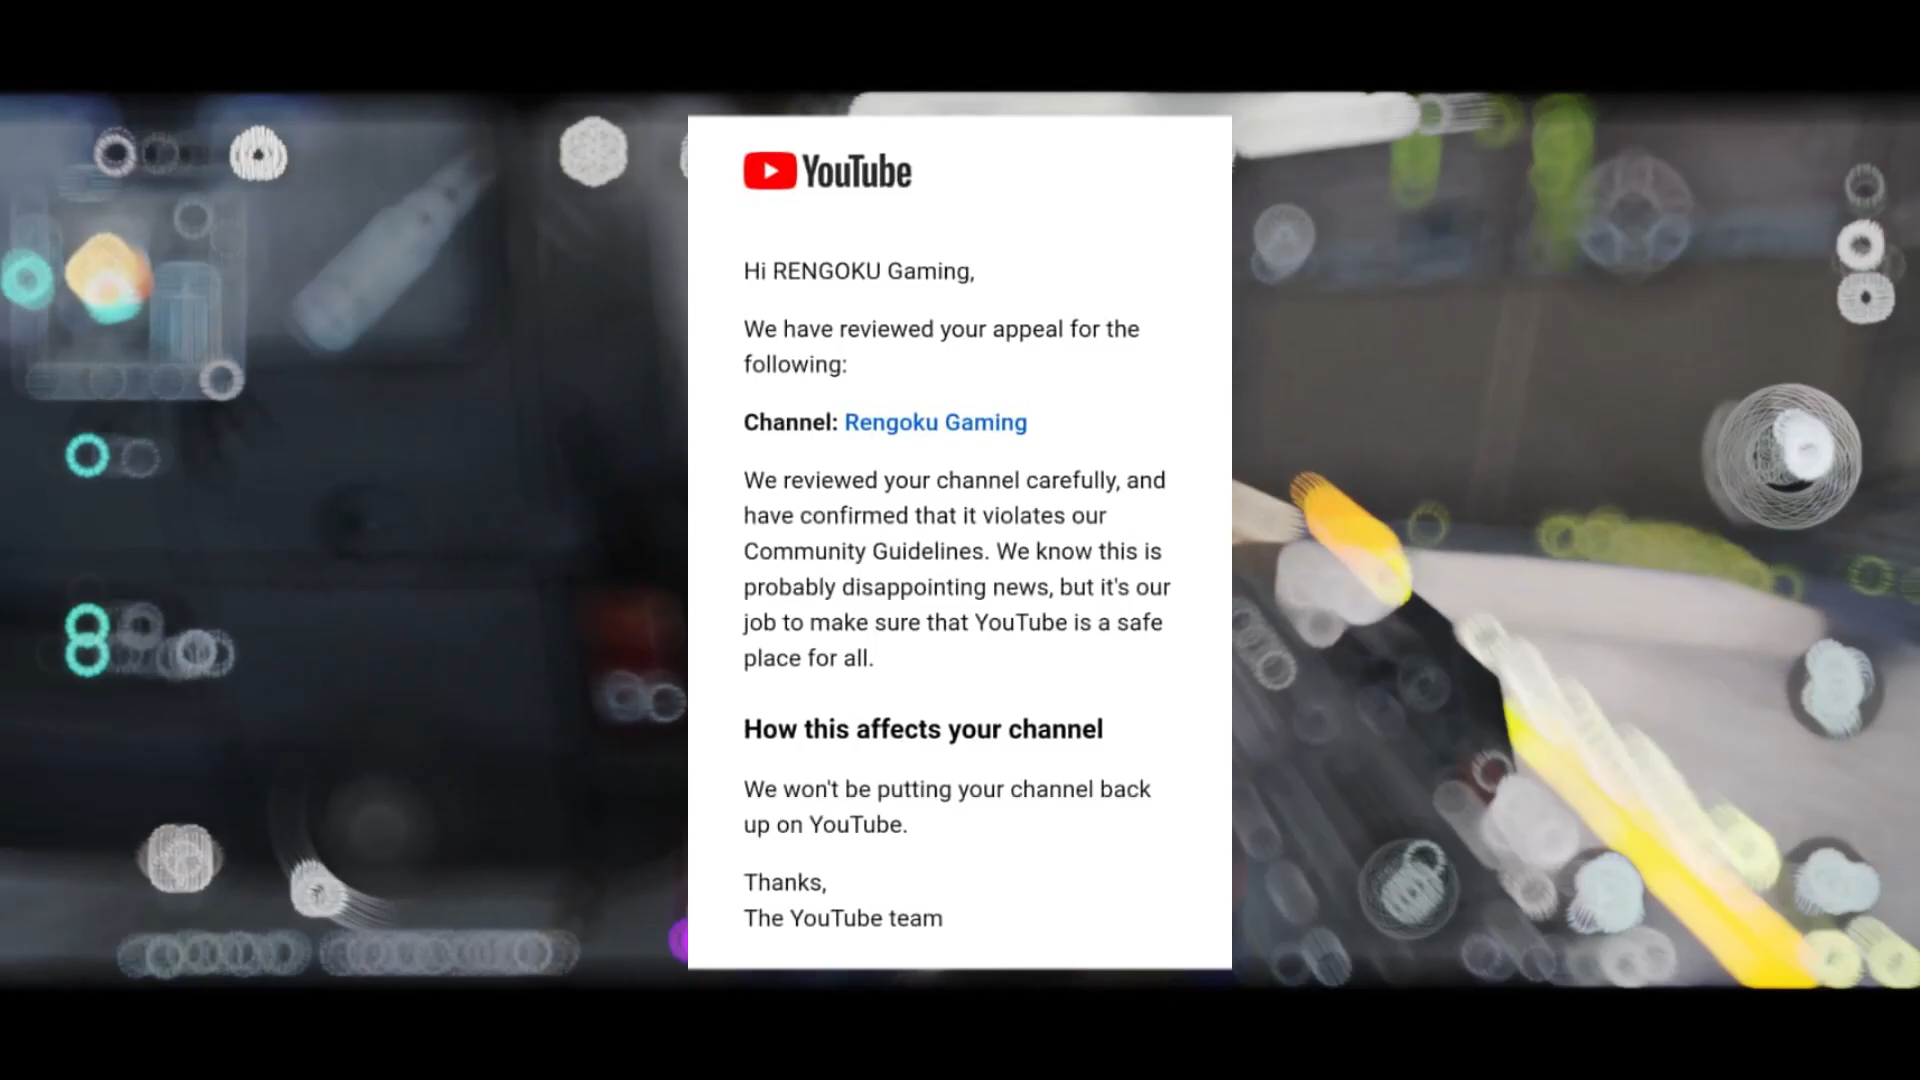 YouTube
Hi RENGOKU Gaming,
We have reviewed your appeal for the
following:
Channel: Rengoku Gaming
We reviewed your channel carefully, and
have confirmed that it violates our
Community Guidelines. We know this is
probably disappointing news, but it's our
job to make sure that YouTube is a safe
place for all.
How this affects your channel
We won't be putting your channel back
up on YouTube.
Thanks,
The YouTube team